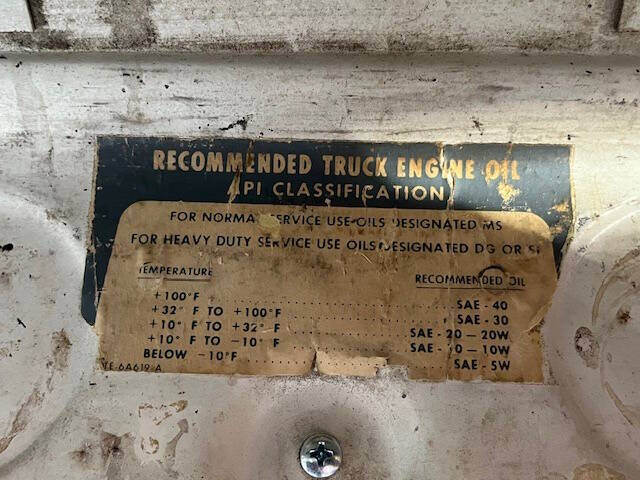 RECOMMENDED TRUCK ENGINE OIL
API CLASSIFICATION
FOR NORMAL SERVICE USE OILS DESIGNATED MS
FOR HEAVY DUTY SERVICE USE OILS DESIGNATED DG OR
TEMPERATURE RECOMMENDED OIL
+100°F SAE - 40
+32° F TO +100°F SAE - 30
+10° F TO +32° F SAE - 20 - 20W
+10° F TO -10° F SAE - 10 - 10W
BELOW -10°F SAE - 5W
6A619-A